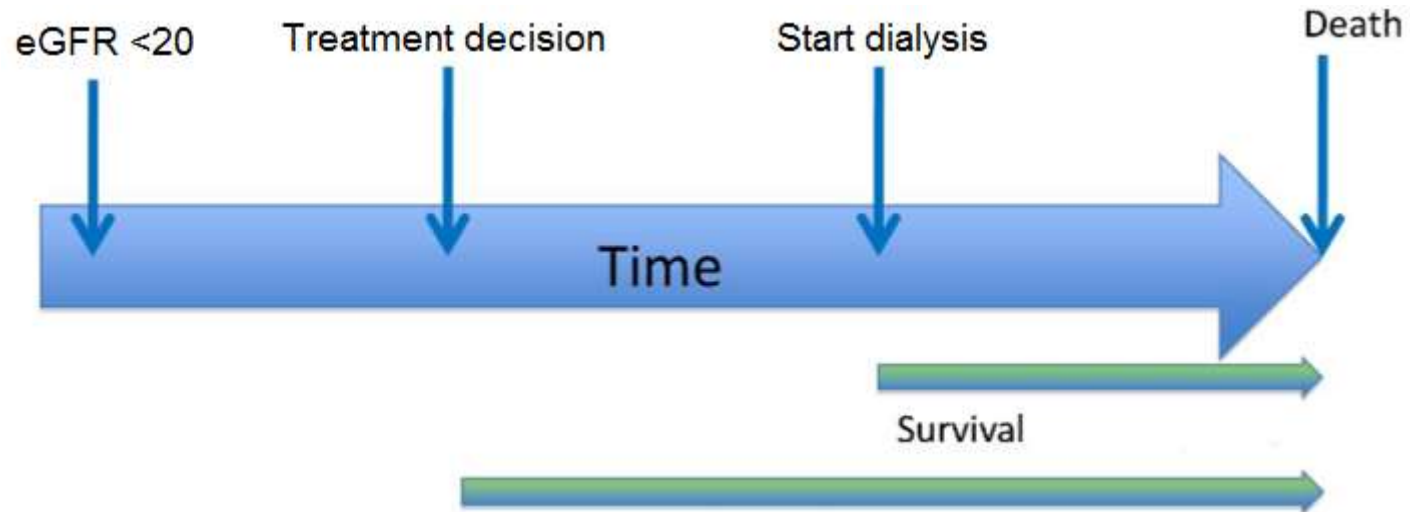 eGFR <20
Treatment decision
Start dialysis
Death
Time
Survival